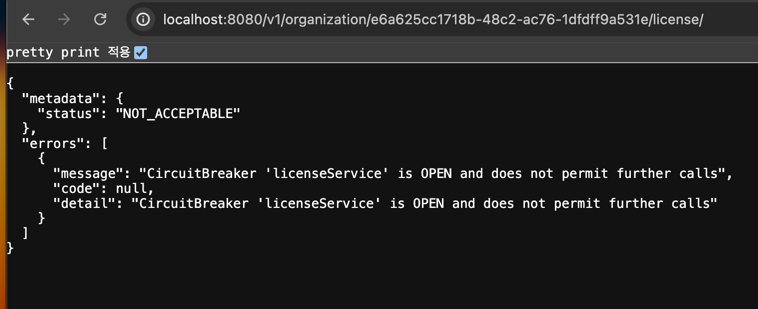 localhost:8080/v1/organization/e6a625cc1718b-48c2-ac76-1dfdff9a531e/license/
pretty print 적용
{
  "metadata": {
    "status": "NOT_ACCEPTABLE"
  },
  "errors": [
    {
      "message": "CircuitBreaker 'licenseService' is OPEN and does not permit further calls",
      "code": null,
      "detail": "CircuitBreaker 'licenseService' is OPEN and does not permit further calls"
    }
  ]
}